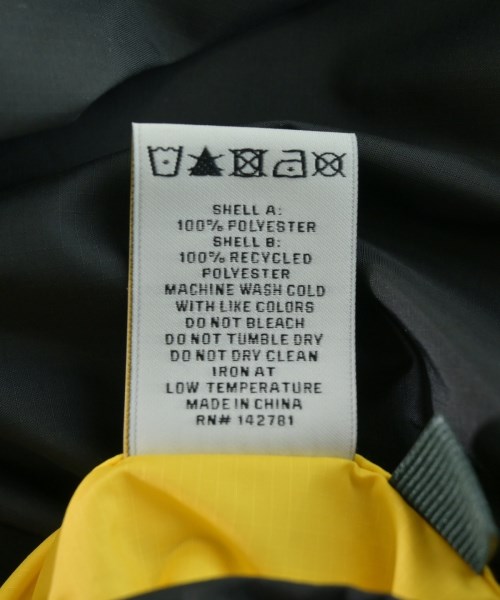 SHELL A:
100% POLYESTER
SHELL B:
100% RECYCLED
POLYESTER
MACHINE WASH COLD
WITH LIKE COLORS
DO NOT BLEACH
DO NOT TUMBLE DRY
DO NOT DRY CLEAN
IRON AT
LOW TEMPERATURE
MADE IN CHINA
RN# 142781